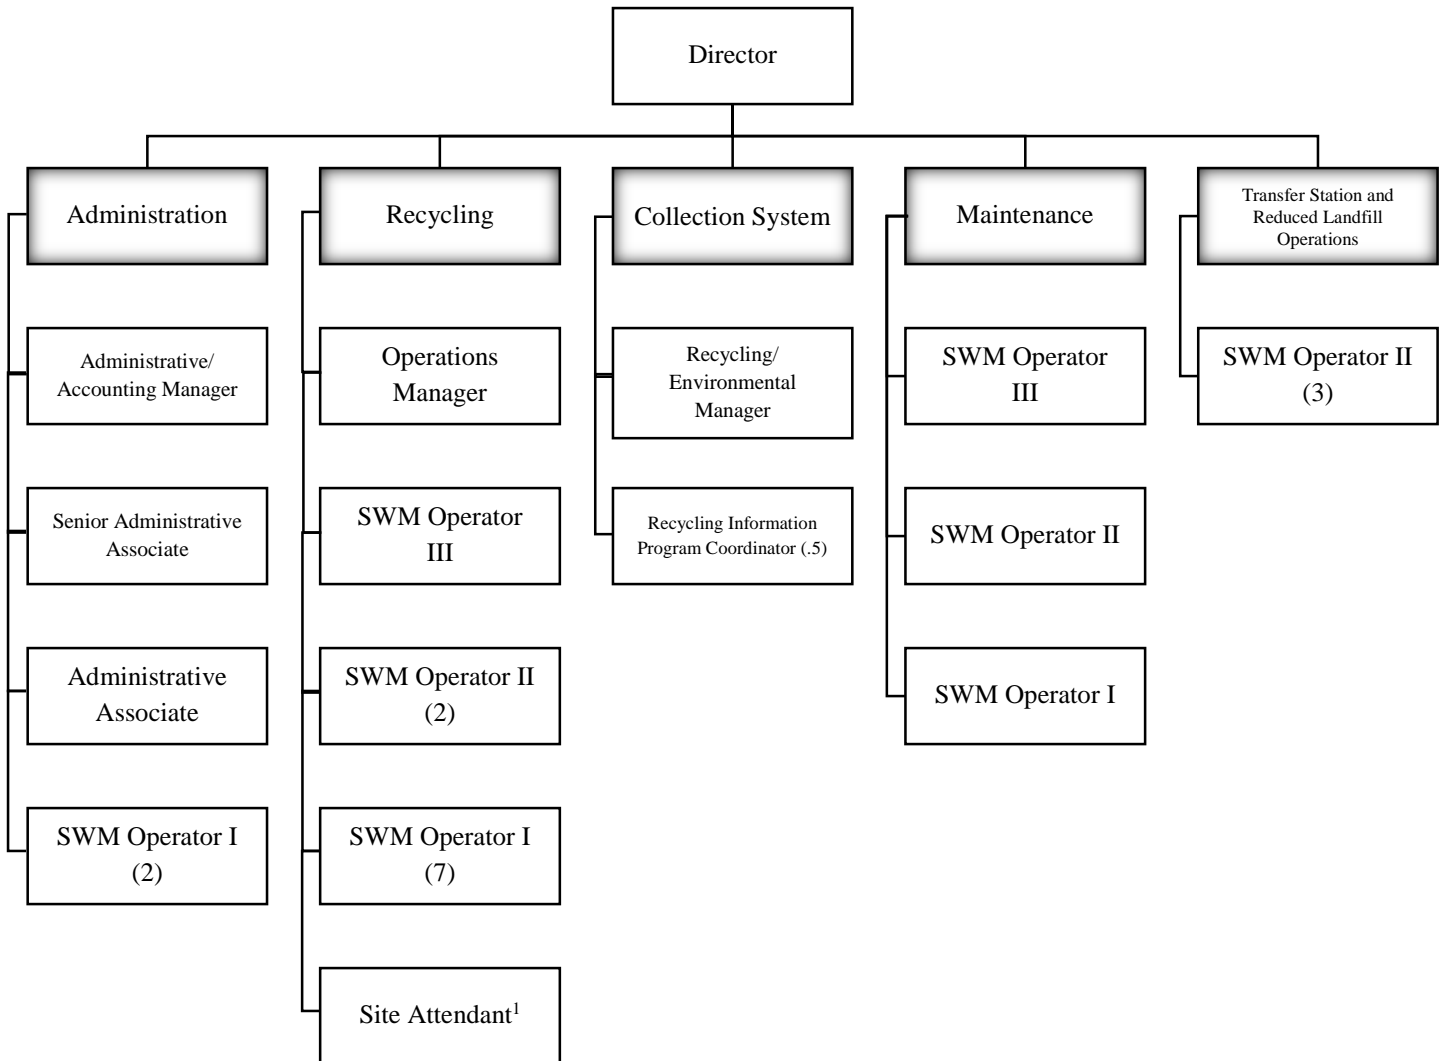 Director
Administration
Recycling
Collection System
Maintenance
Transfer Station and
Reduced Landfill
Operations
Administrative/
Accounting Manager
Operations
Manager
Recycling/
Environmental
Manager
SWM Operator
III
SWM Operator II
(3)
Senior Administrative
Associate
SWM Operator
III
Recycling Information
Program Coordinator (.5)
SWM Operator II
Administrative
Associate
SWM Operator II
(2)
SWM Operator I
SWM Operator I
(2)
SWM Operator I
(7)
Site Attendant¹